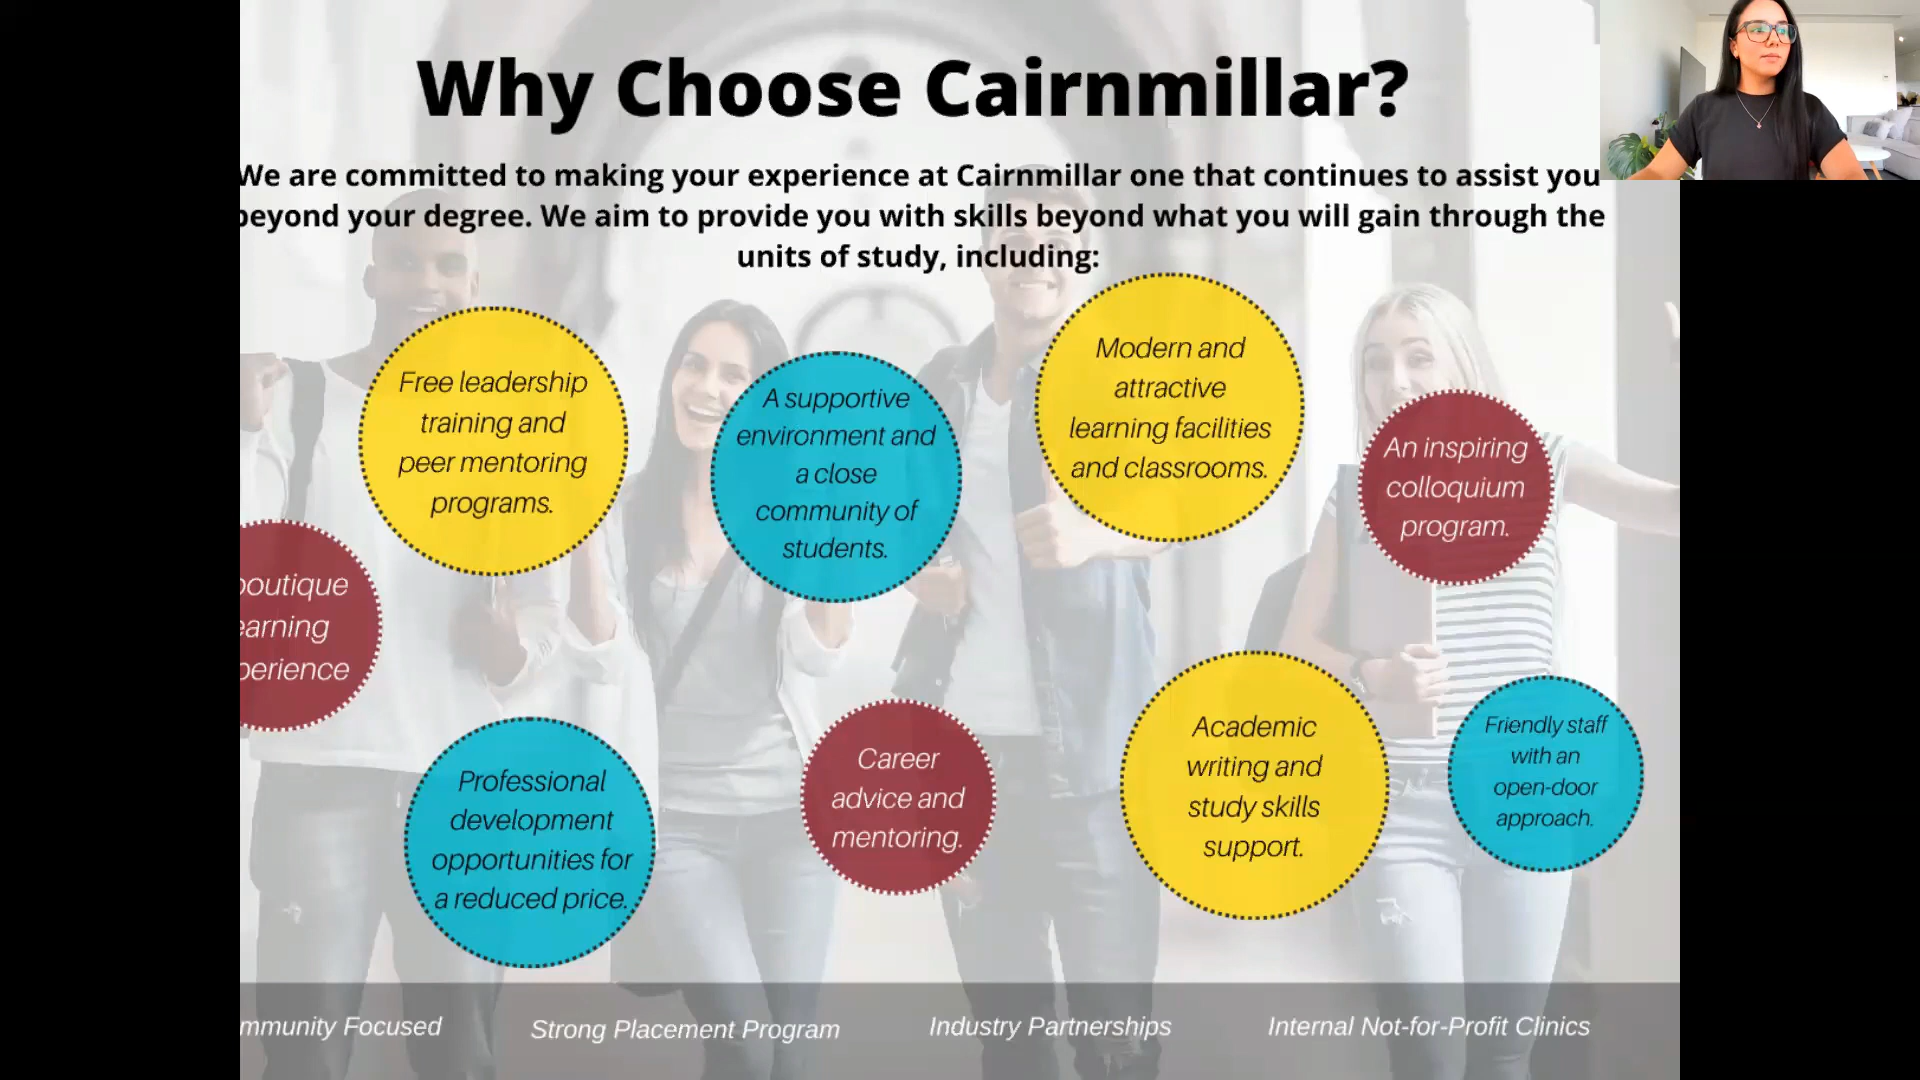 Why Choose Cairnmillar?
We are committed to making your experience at Cairnmillar one that continues to assist you
beyond your degree. We aim to provide you with skills beyond what you will gain through the
units of study, including:
Free leadership
training and
peer mentoring
programs.
A supportive
environment and
a close
community of
students.
Modern and
attractive
learning facilities
and classrooms.
An inspiring
colloquium
program.
boutique
earning
perience
Professional
development
opportunities for
a reduced price.
Career
advice and
mentoring.
Academic
writing and
study skills
support.
Friendly staff
with an
open-door
approach.
mmunity Focused
Strong Placement Program
Industry Partnerships
Internal Not-for-Profit Clinics